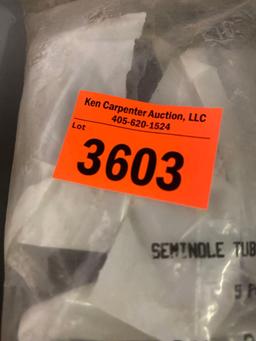 Ken Carpenter Auction, LLC
405-620-1524
Lot
3603
SEMINOLE TUB